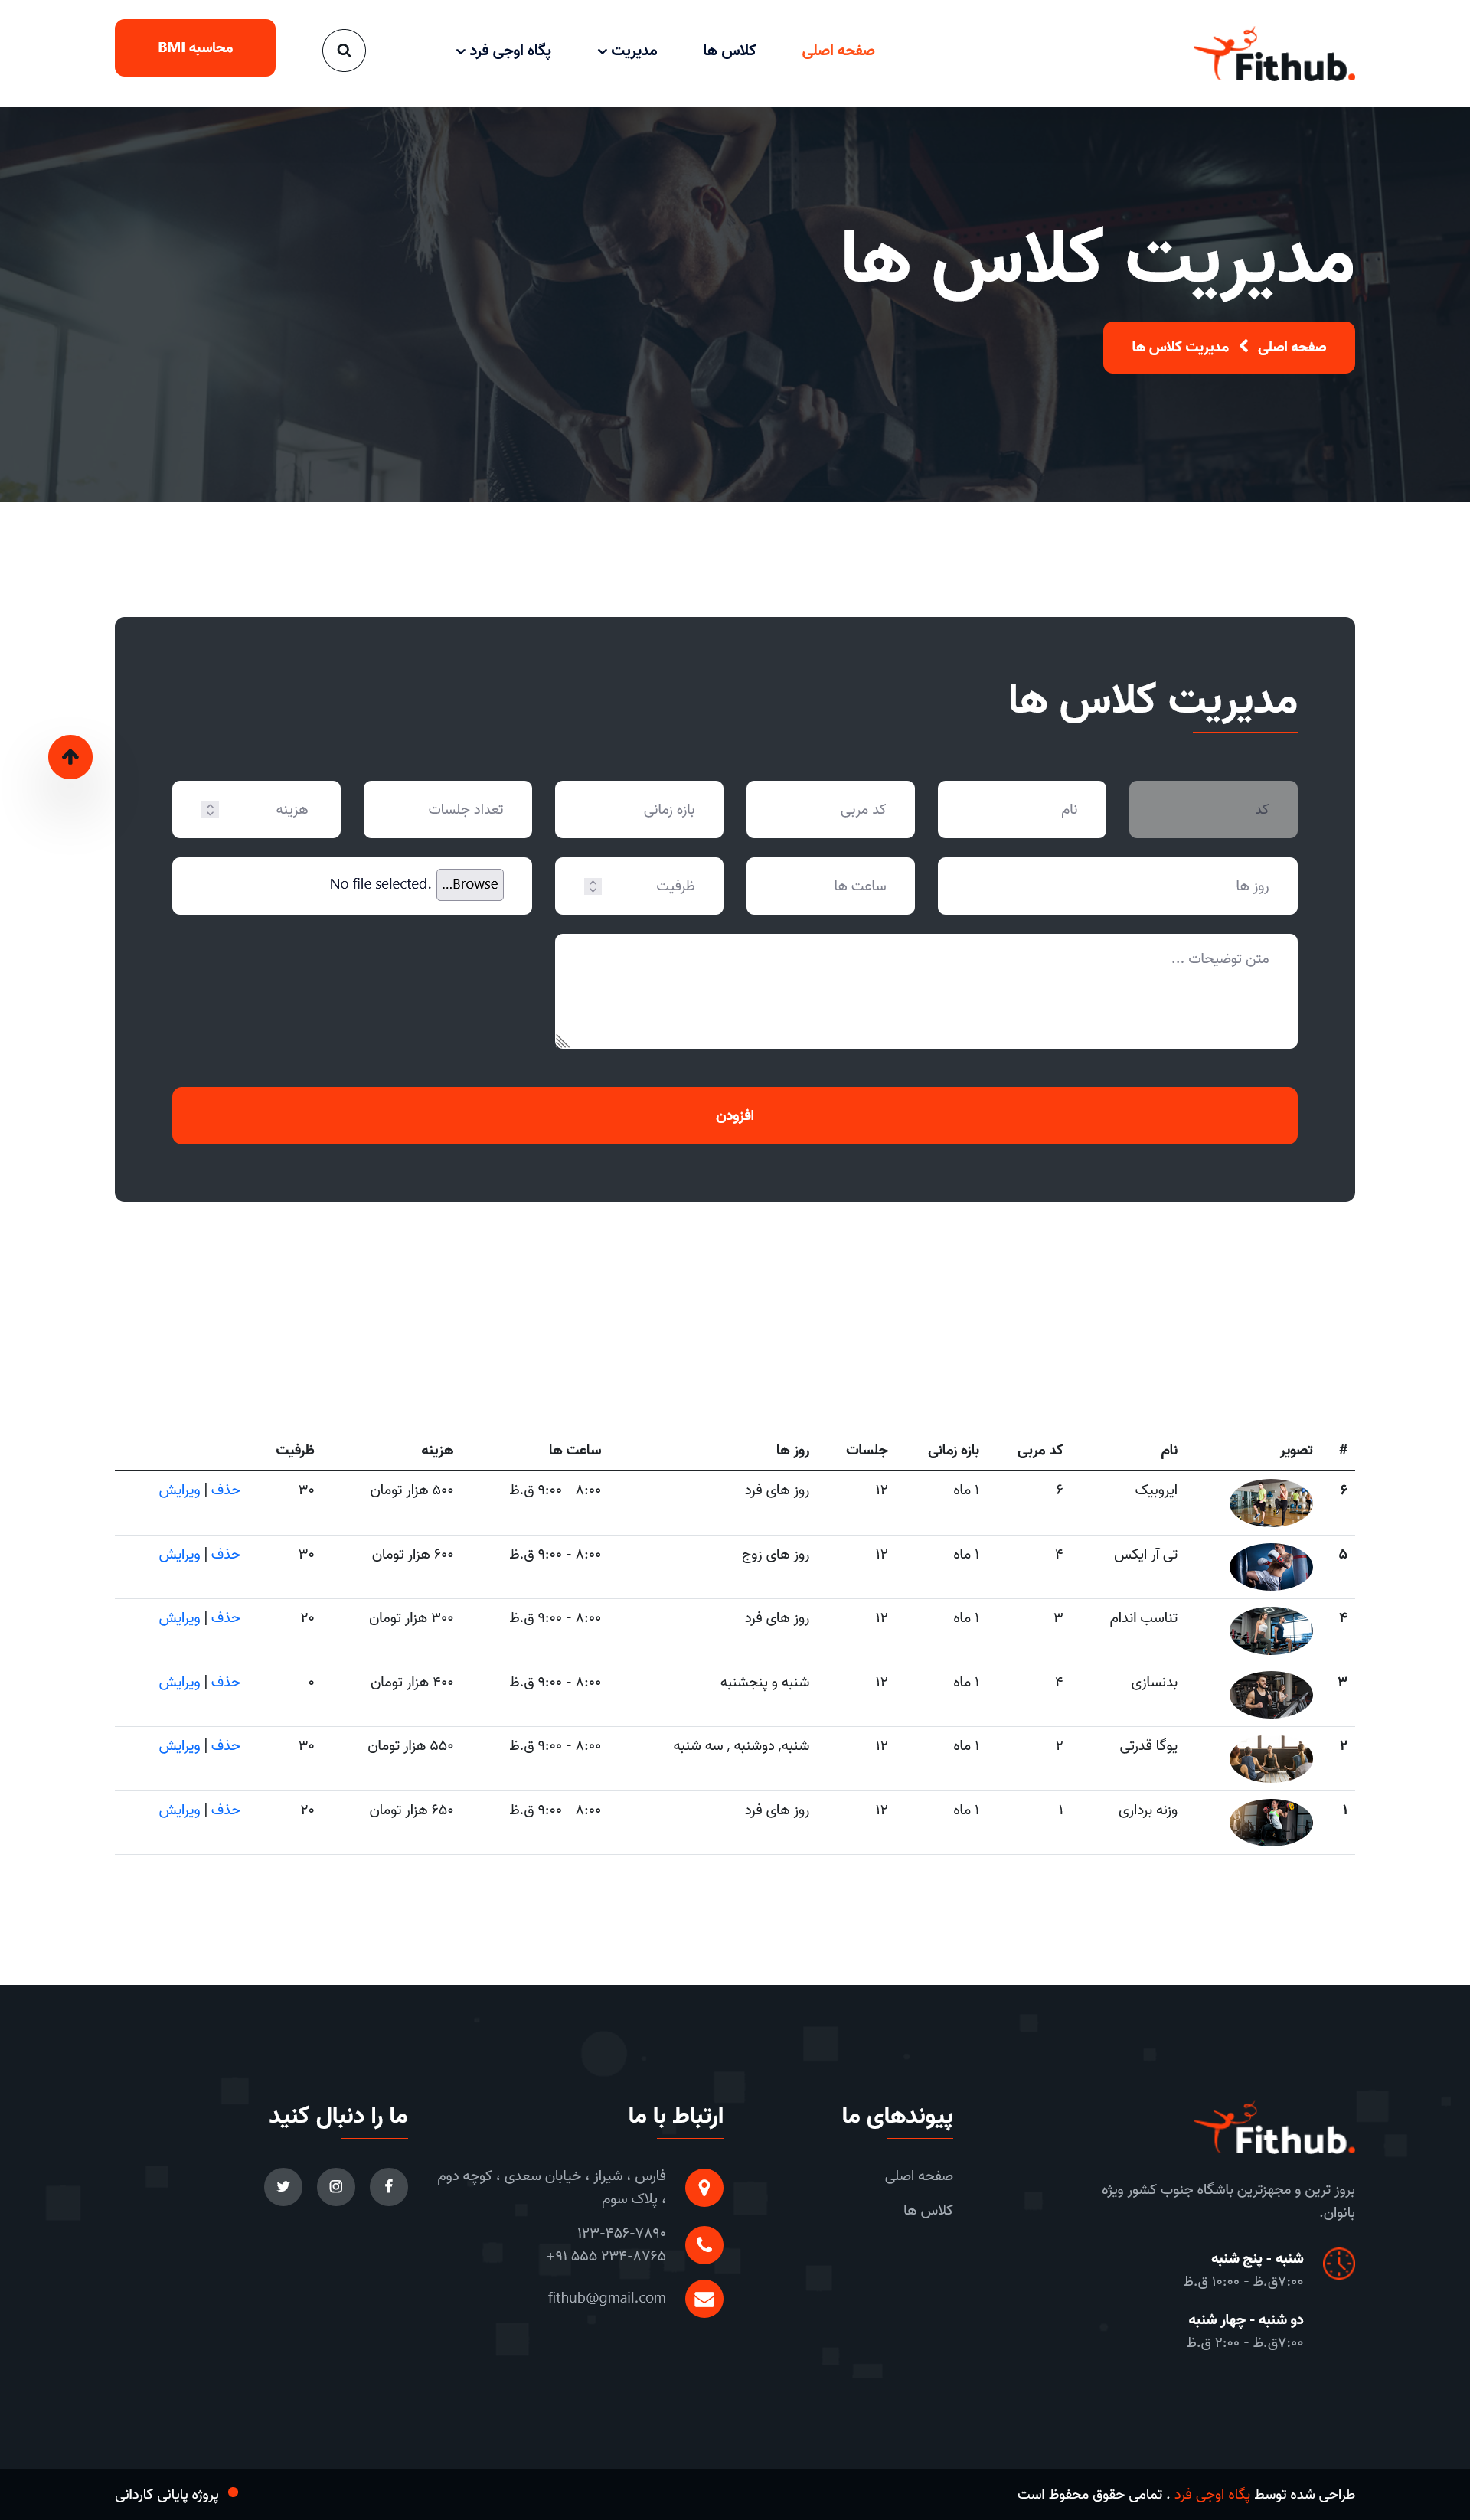 Fithub.
صفحه اصلی
کلاس ها
مدیریت
پگاه اوجی فرد
محاسبه BMI
مدیریت کلاس ها
صفحه اصلی
مدیریت کلاس ها
مدیریت کلاس ها
کد
نام
کد مربی
بازه زمانی
تعداد جلسات
هزینه
روز ها
ساعت ها
ظرفیت
Browse...
No file selected.
متن توضیحات ...
افزودن
# تصویر نام کد مربی بازه زمانی جلسات روز ها ساعت ها هزینه ظرفیت
۶ ایروبیک ۶ ۱ ماه ۱۲ روز های فرد ۸:۰۰ - ۹:۰۰ ق.ظ ۵۰۰ هزار تومان ۳۰ حذف | ویرایش
۵ تی آر ایکس ۴ ۱ ماه ۱۲ روز های زوج ۸:۰۰ - ۹:۰۰ ق.ظ ۶۰۰ هزار تومان ۳۰ حذف | ویرایش
۴ تناسب اندام ۳ ۱ ماه ۱۲ روز های فرد ۸:۰۰ - ۹:۰۰ ق.ظ ۳۰۰ هزار تومان ۲۰ حذف | ویرایش
۳ بدنسازی ۴ ۱ ماه ۱۲ شنبه و پنجشنبه ۸:۰۰ - ۹:۰۰ ق.ظ ۴۰۰ هزار تومان ۰ حذف | ویرایش
۲ یوگا قدرتی ۲ ۱ ماه ۱۲ شنبه, دوشنبه , سه شنبه ۸:۰۰ - ۹:۰۰ ق.ظ ۵۵۰ هزار تومان ۳۰ حذف | ویرایش
۱ وزنه برداری ۱ ۱ ماه ۱۲ روز های فرد ۸:۰۰ - ۹:۰۰ ق.ظ ۶۵۰ هزار تومان ۲۰ حذف | ویرایش
Fithub.
بروز ترین و مجهزترین باشگاه جنوب کشور ویژه
بانوان.
شنبه - پنج شنبه
۷:۰۰ق.ظ - ۱۰:۰۰ ق.ظ
دو شنبه - چهار شنبه
۷:۰۰ق.ظ - ۲:۰۰ ق.ظ
پیوندهای ما
صفحه اصلی
کلاس ها
ارتباط با ما
فارس ، شیراز ، خیابان سعدی ، کوچه دوم
، پلاک سوم
۱۲۳-۴۵۶-۷۸۹۰
+۹۱ ۵۵۵ ۲۳۴-۸۷۶۵
fithub@gmail.com
ما را دنبال کنید
طراحی شده توسط پگاه اوجی فرد . تمامی حقوق محفوظ است
پروژه پایانی کاردانی